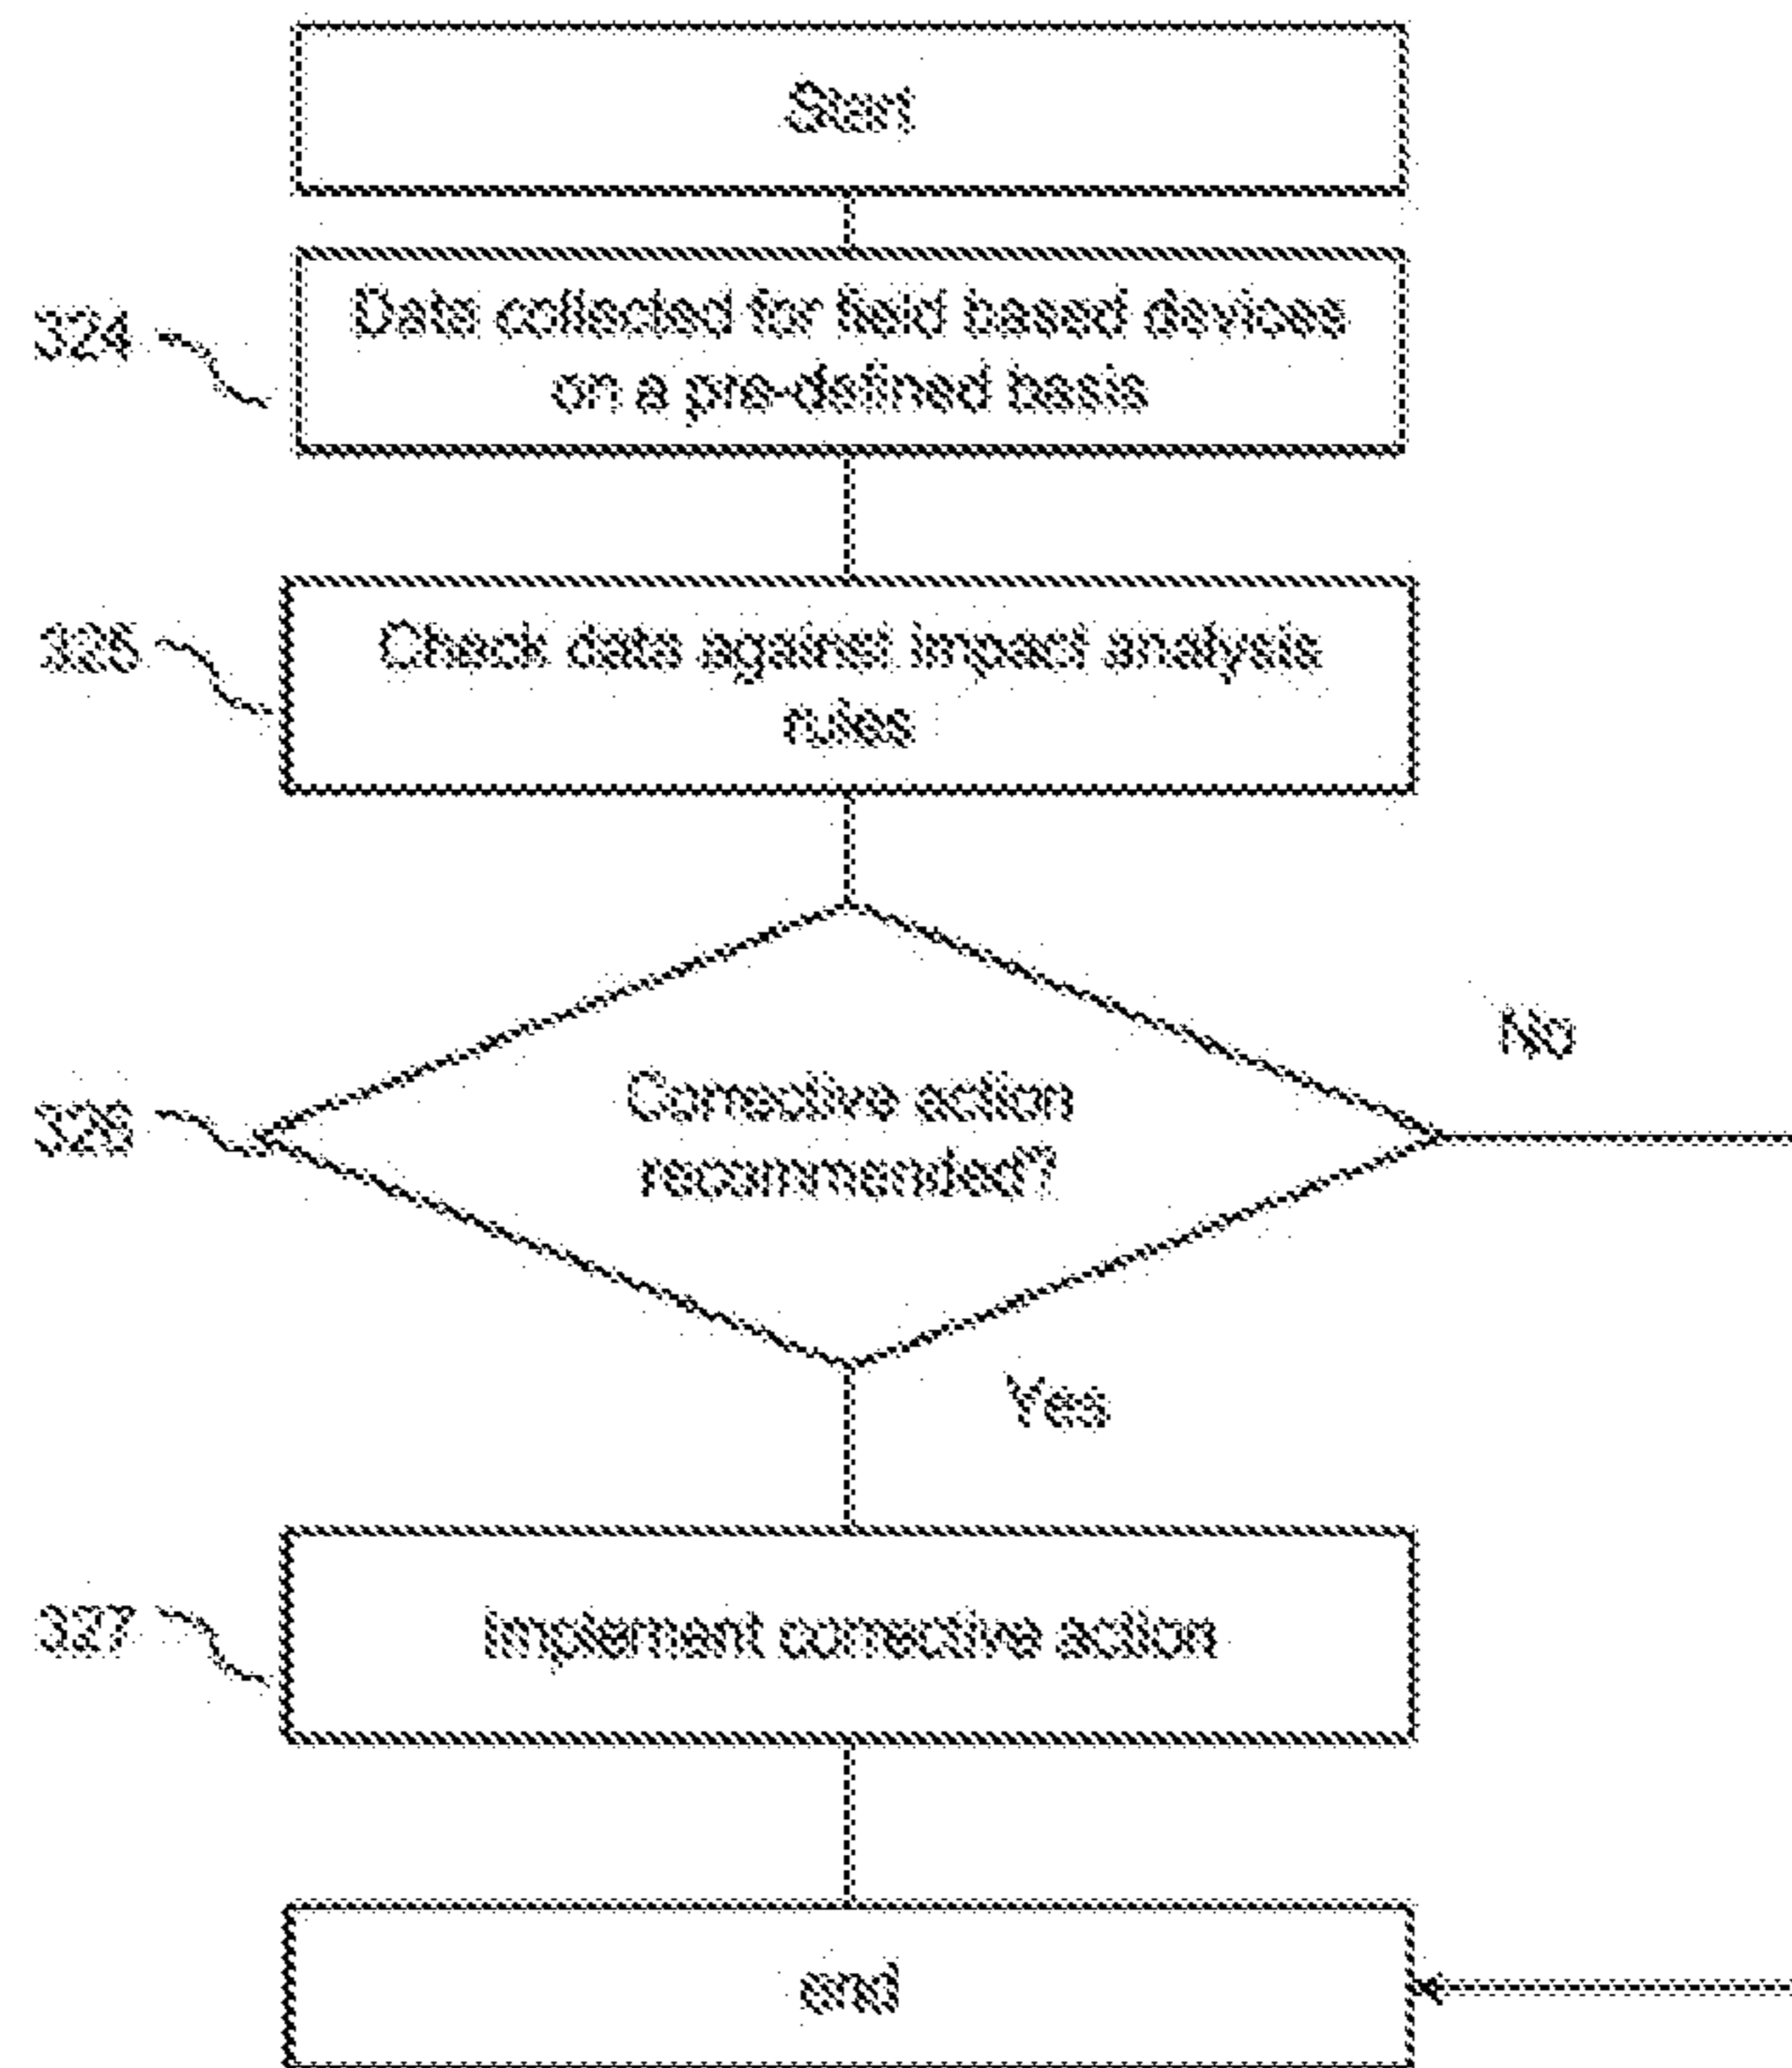 Start
324
Data collected for field based devices
on a pre-defined basis
325
Check data against impact analysis
rules
No
326
Corrective action
recommended?
Yes
327
Implement corrective action
end